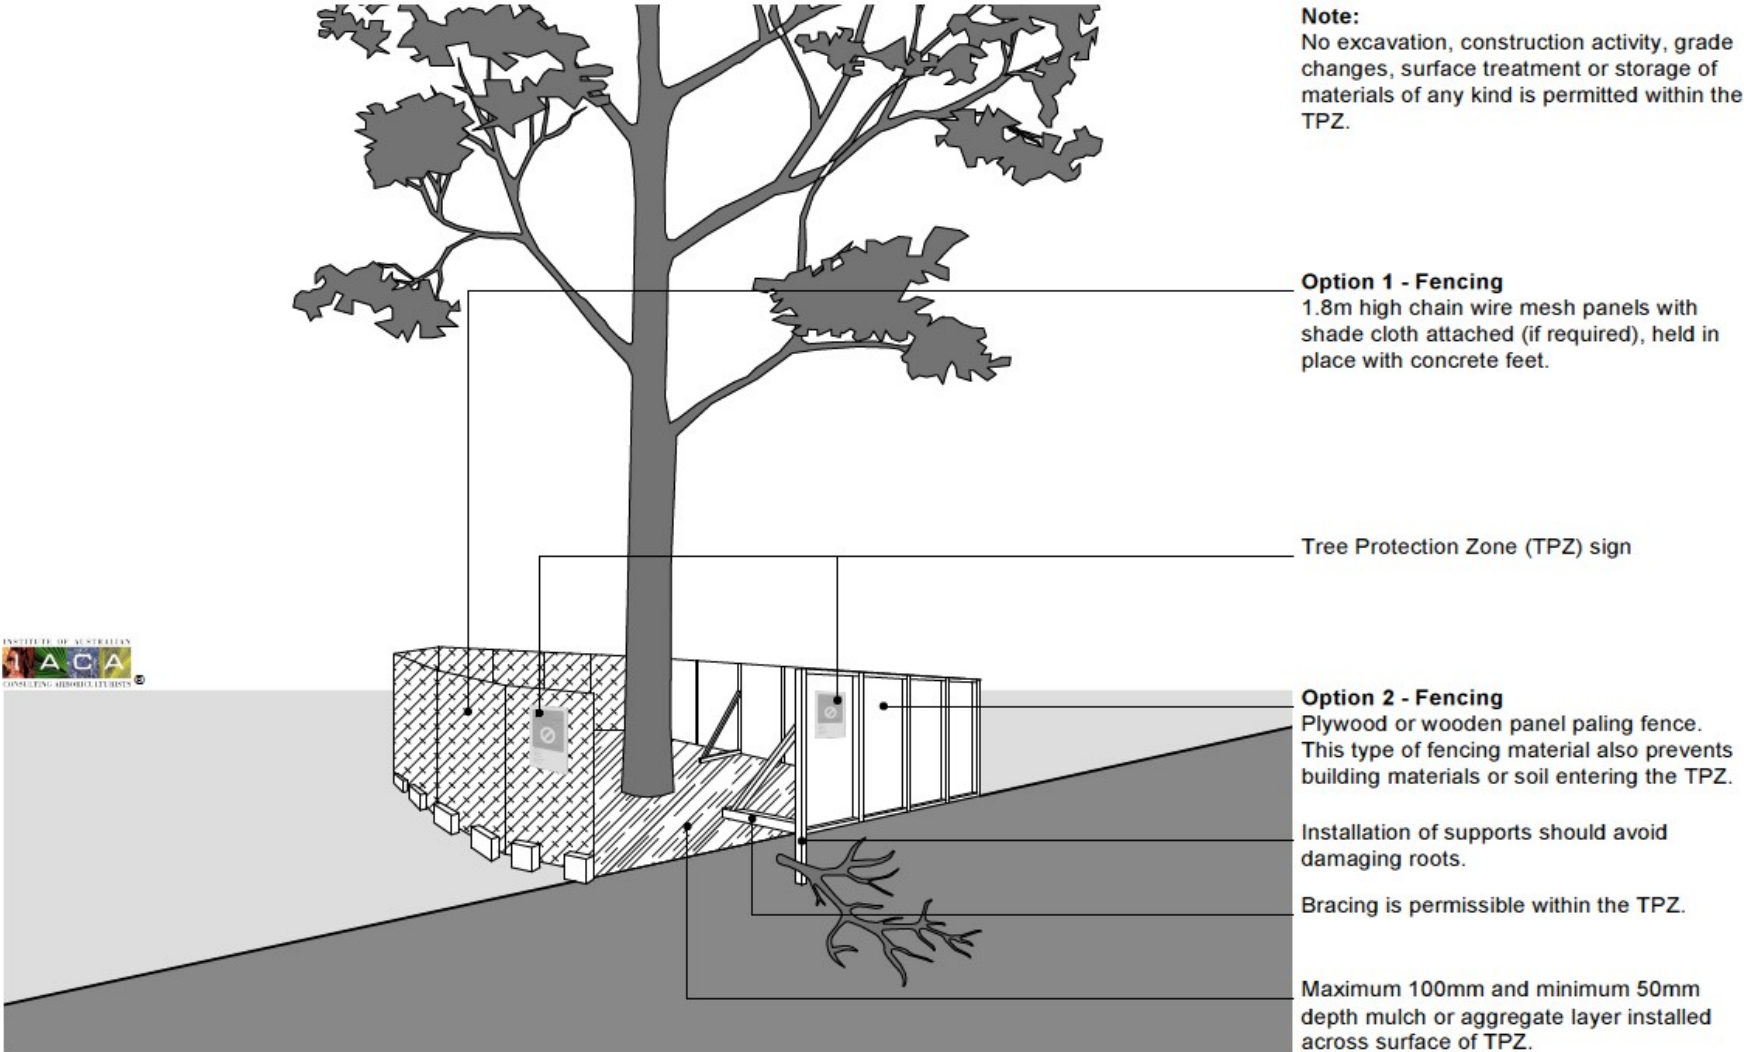 Note:
No excavation, construction activity, grade
changes, surface treatment or storage of
materials of any kind is permitted within the
TPZ.
Option 1 - Fencing
1.8m high chain wire mesh panels with
shade cloth attached (if required), held in
place with concrete feet.
Tree Protection Zone (TPZ) sign
INSTITUTE OF AUSTRALIAN
IACA
CONSULTING ARBORICULTURISTS ®
Option 2 - Fencing
Plywood or wooden panel paling fence.
This type of fencing material also prevents
building materials or soil entering the TPZ.
Installation of supports should avoid
damaging roots.
Bracing is permissible within the TPZ.
Maximum 100mm and minimum 50mm
depth mulch or aggregate layer installed
across surface of TPZ.